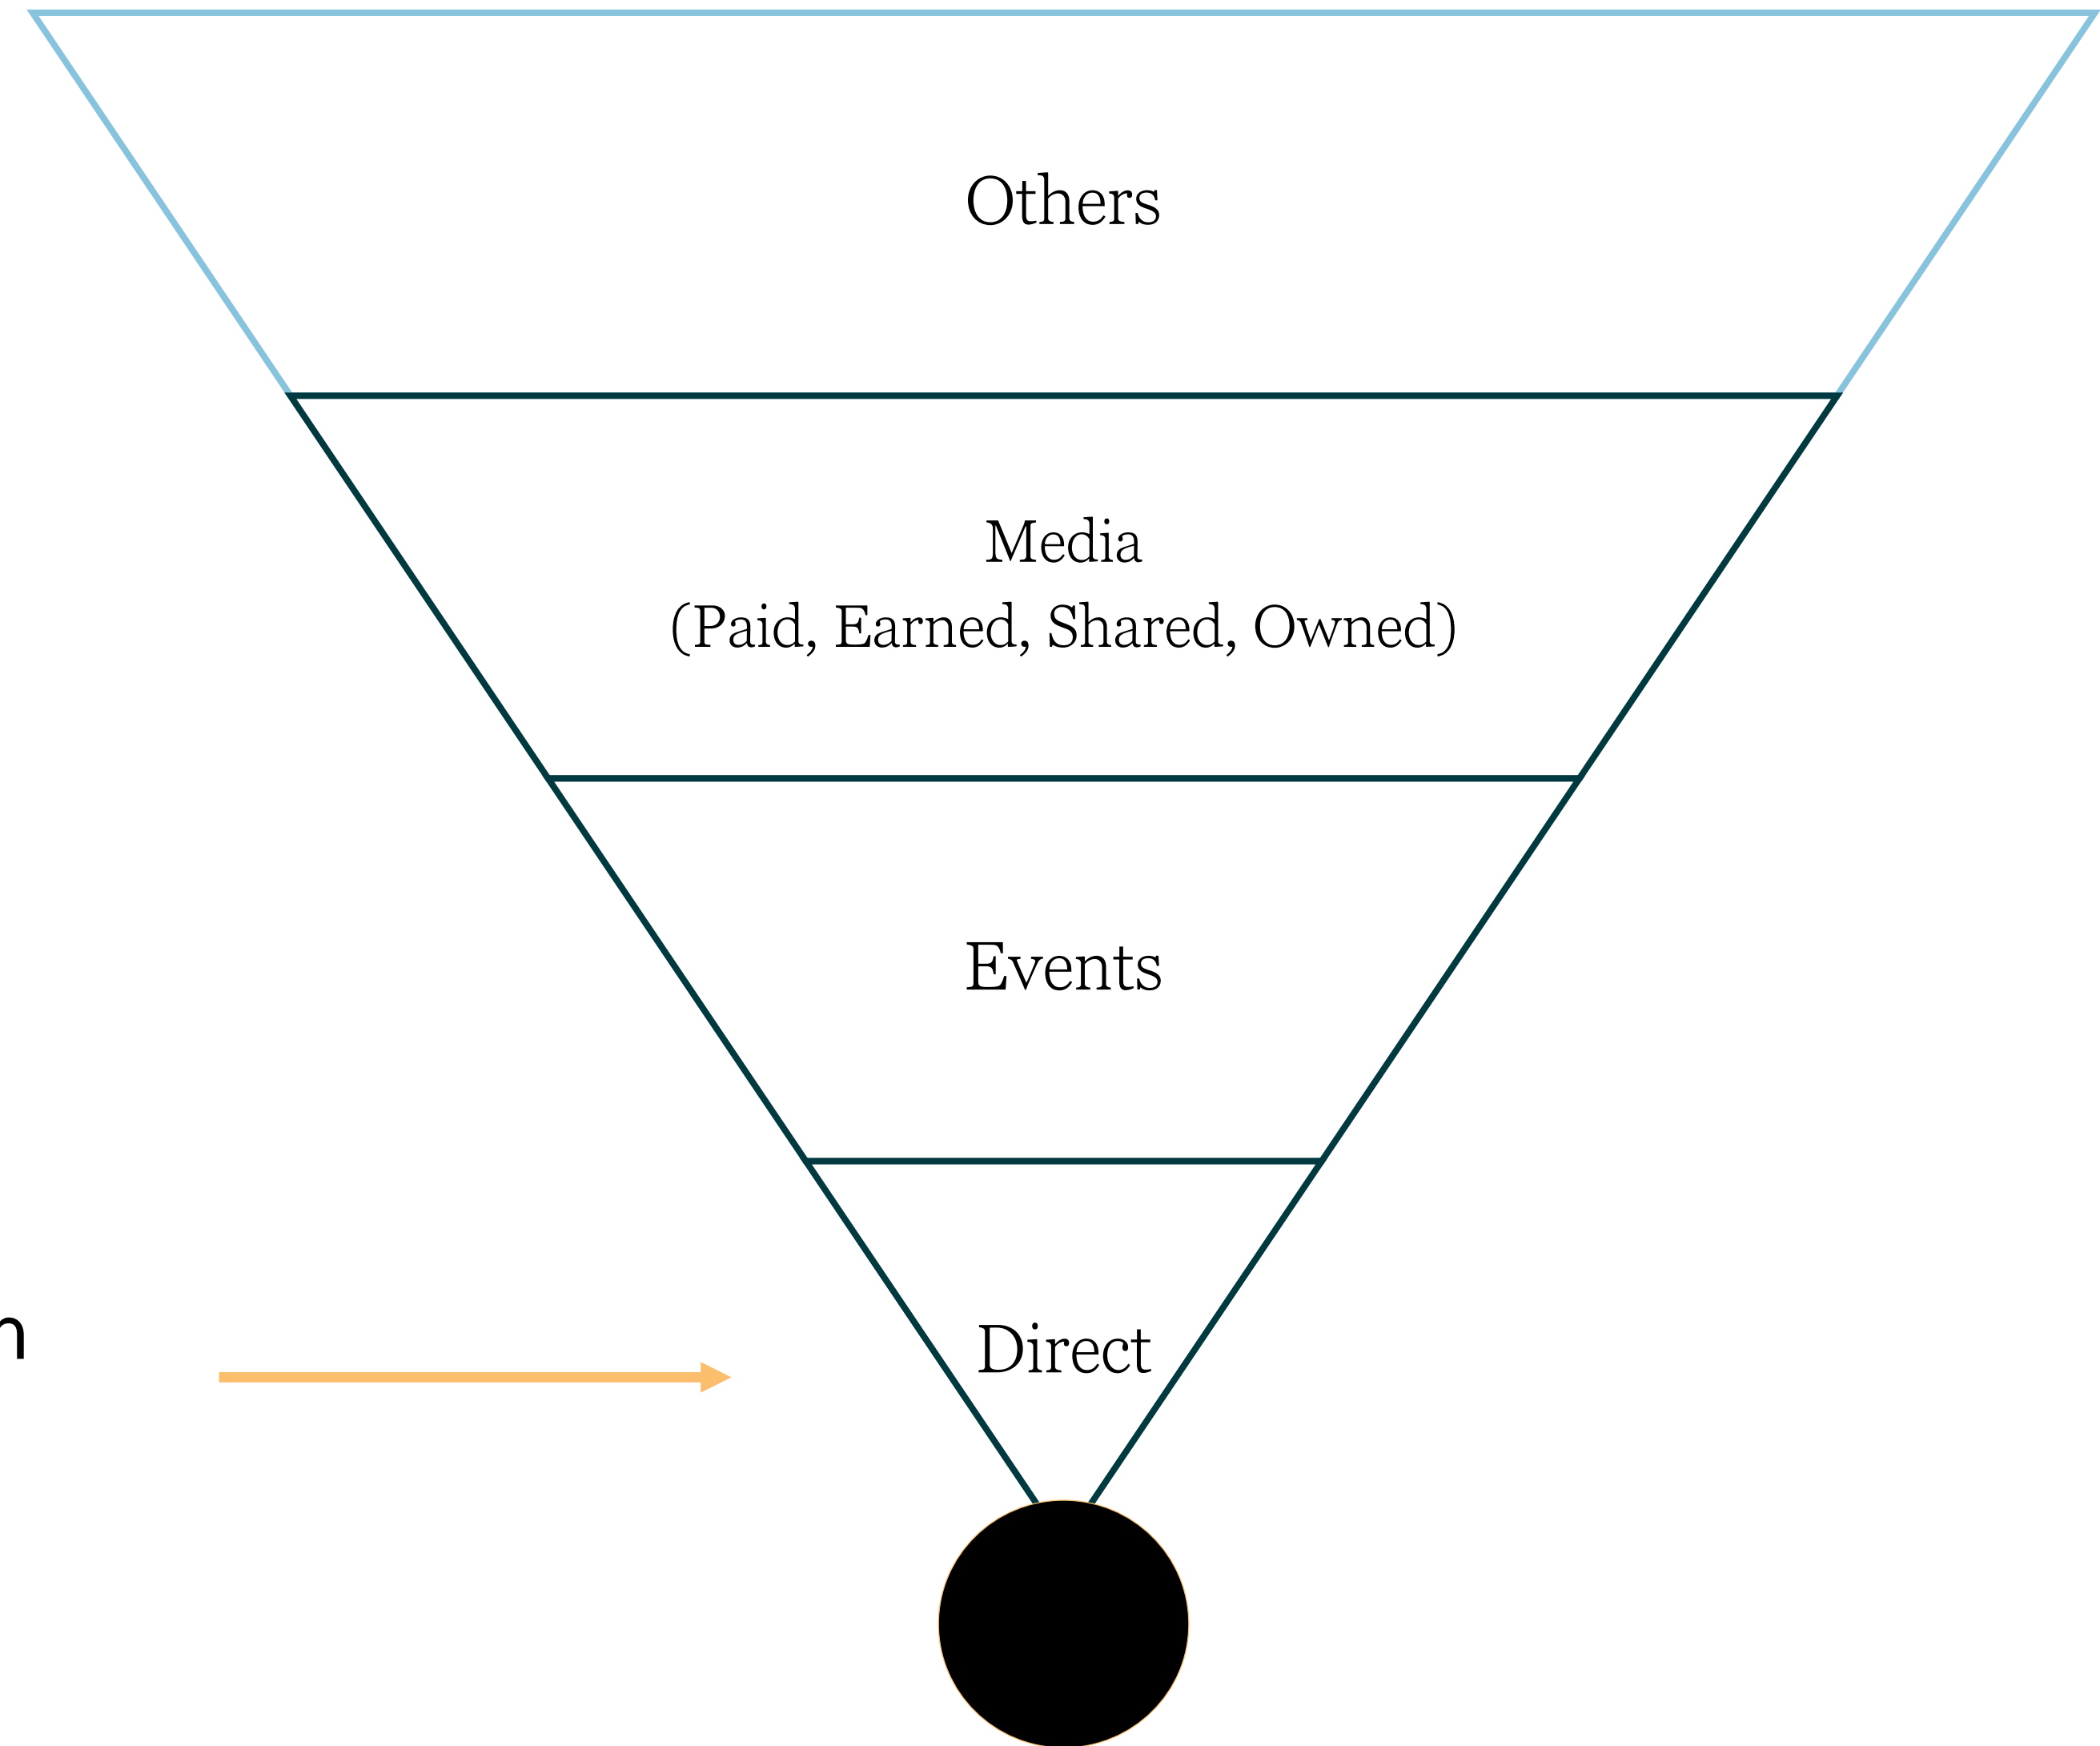 Others
Media
(Paid, Earned, Shared, Owned)
Events
n
Direct